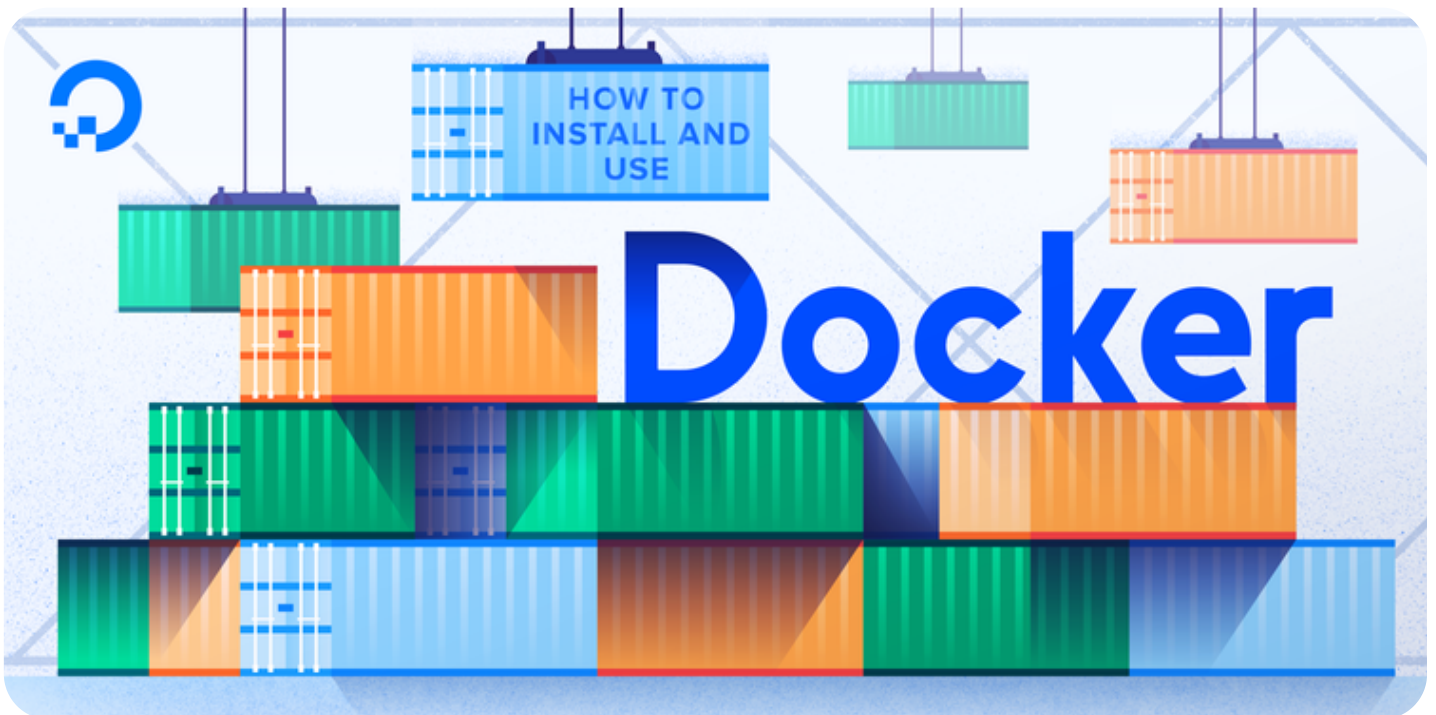 HOW TO
INSTALL AND
USE
Docker